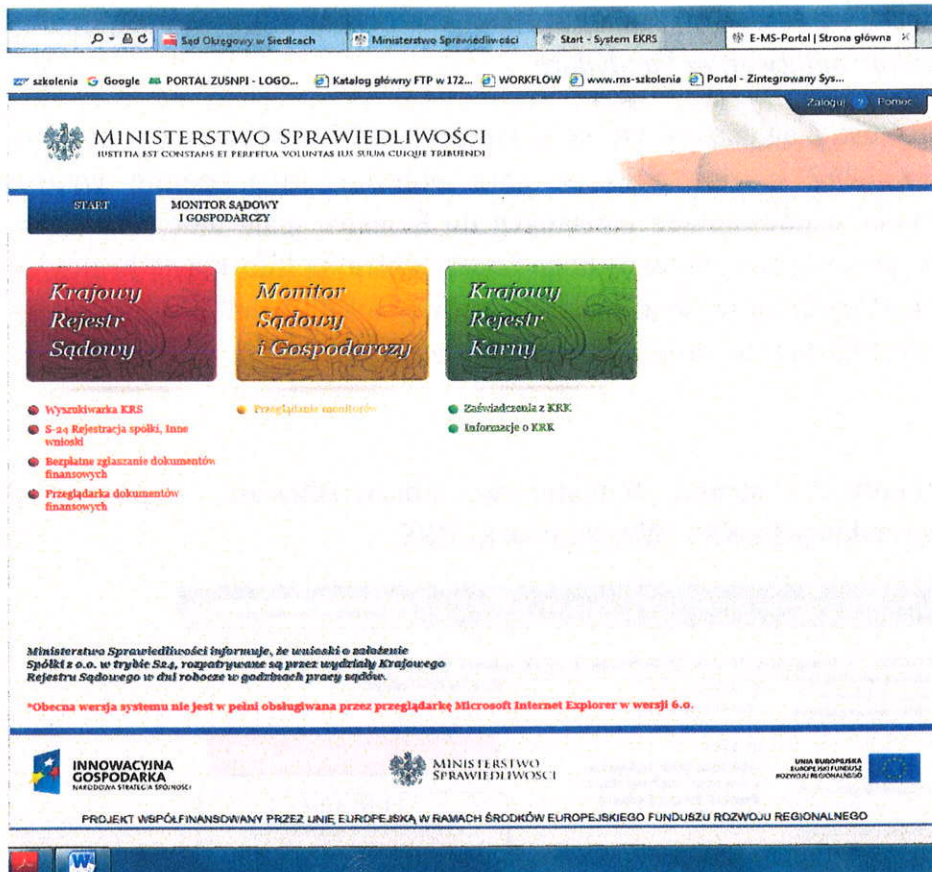 Sąd Okręgowy w Siedlcach
Ministerstwo Sprawiedliwości
Start - System EKRS
E-MS-Portal | Strona główna
szkolenia
Google
PORTAL ZUSNPI - LOGO...
Katalog główny FTP w 172...
WORKFLOW
www.ms-szkolenia
Portal - Zintegrowany Sys...
Zaloguj ? Pomoc
MINISTERSTWO SPRAWIEDLIWOŚCI
IUSTITIA EST CONSTANS ET PERPETUA VOLUNTAS IUS SUUM CUIQUE TRIBUENDI
START
MONITOR SĄDOWY
I GOSPODARCZY
Krajowy
Rejestr
Sądowy
Monitor
Sądowy
i Gospodarczy
Krajowy
Rejestr
Karny
Wyszukiwarka KRS
S-24 Rejestracja spółki, Inne
wnioski
Bezpłatne zgłaszanie dokumentów
finansowych
Przeglądarka dokumentów
finansowych
Przeglądanie monitorów
Zaświadczenia z KRK
Informacje o KRK
Ministerstwo Sprawiedliwości informuje, że wnioski o założenie
Spółki z o.o. w trybie S24, rozpatrywane są przez wydziały Krajowego
Rejestru Sądowego w dni robocze w godzinach pracy sądów.
*Obecna wersja systemu nie jest w pełni obsługiwana przez przeglądarkę Microsoft Internet Explorer w wersji 6.0.
INNOWACYJNA
GOSPODARKA
NARODOWA STRATEGIA SPÓJNOŚCI
MINISTERSTWO
SPRAWIEDLIWOŚCI
UNIA EUROPEJSKA
EUROPEJSKI FUNDUSZ
ROZWOJU REGIONALNEGO
PROJEKT WSPÓŁFINANSOWANY PRZEZ UNIĘ EUROPEJSKĄ W RAMACH ŚRODKÓW EUROPEJSKIEGO FUNDUSZU ROZWOJU REGIONALNEGO